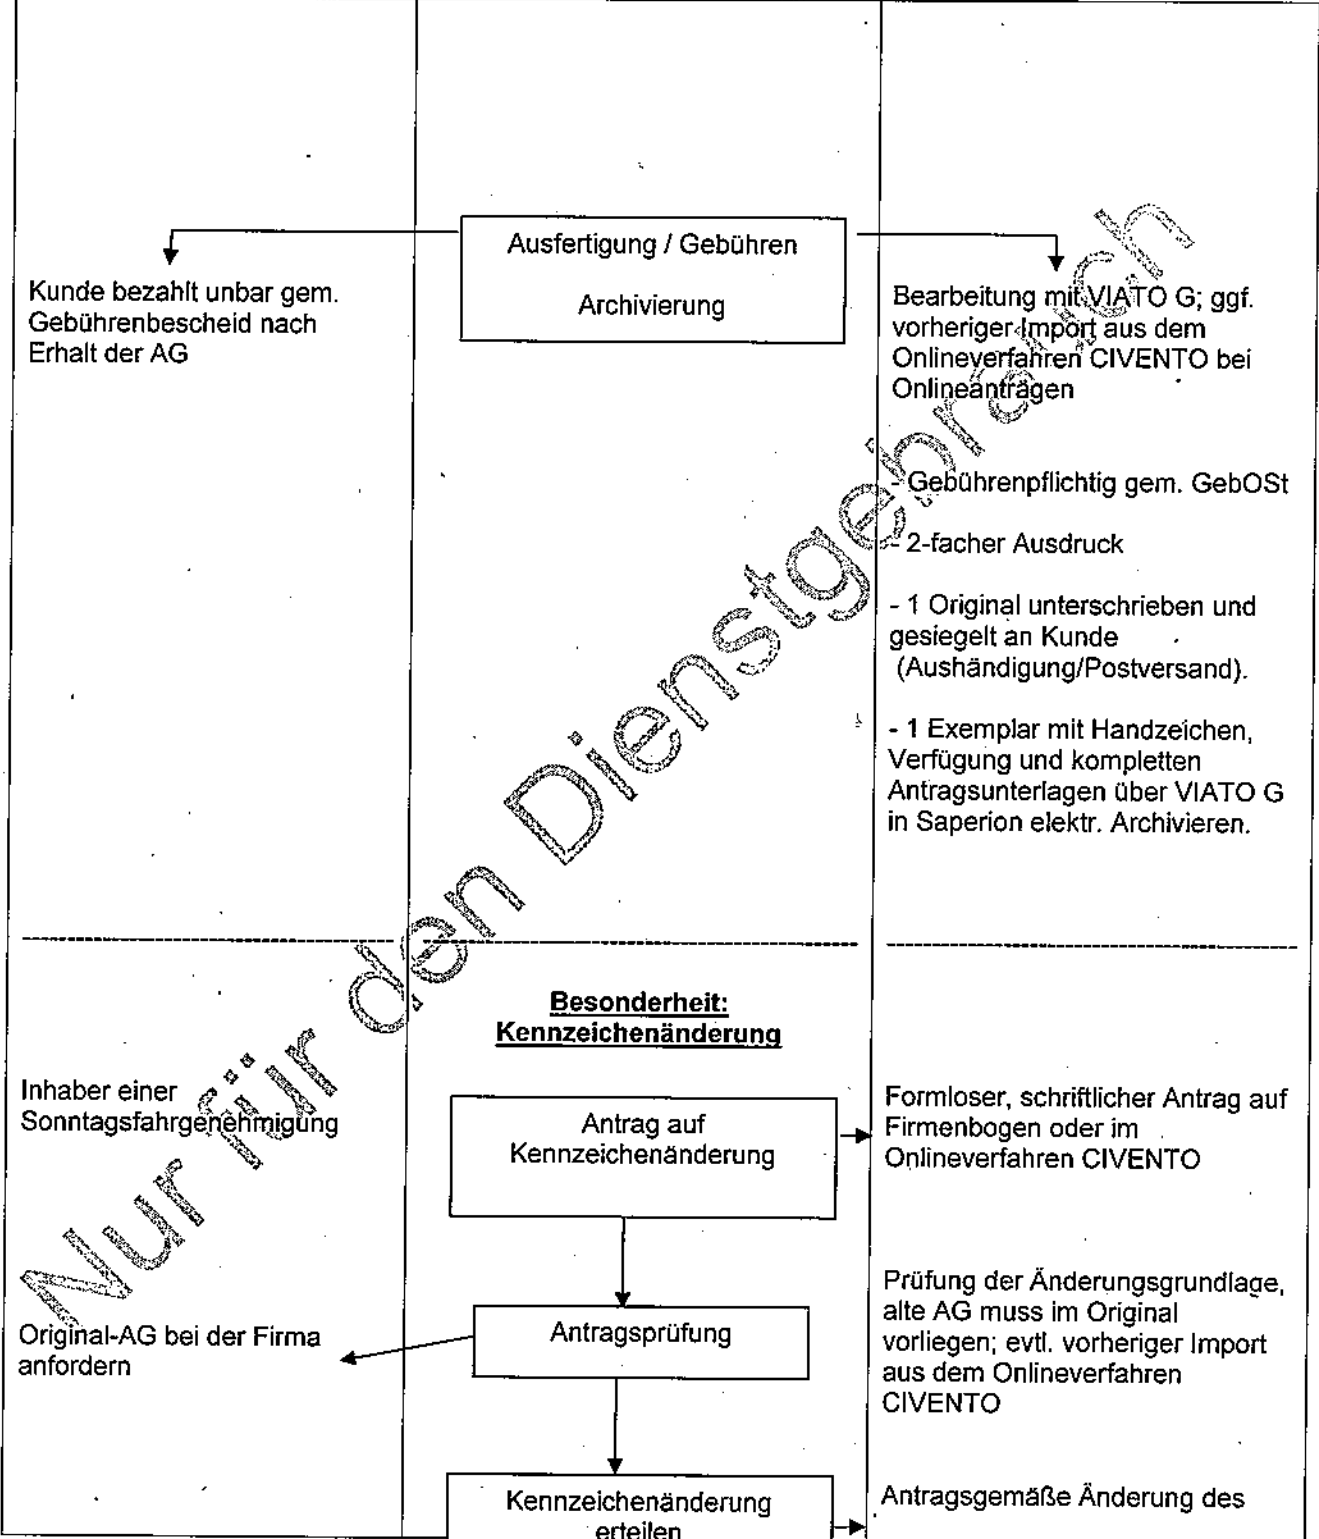 Ausfertigung / Gebühren
Archivierung
Kunde bezahlt unbar gem.
Gebührenbescheid nach
Erhalt der AG
Bearbeitung mit VIATO G; ggf.
vorheriger Import aus dem
Onlineverfahren CIVENTO bei
Onlineanträgen
- Gebührenpflichtig gem. GebOSt
- 2-facher Ausdruck
- 1 Original unterschrieben und
gesiegelt an Kunde
(Aushändigung/Postversand).
- 1 Exemplar mit Handzeichen,
Verfügung und kompletten
Antragsunterlagen über VIATO G
in Saperion elektr. Archivieren.
Besonderheit:
Kennzeichenänderung
Inhaber einer
Sonntagsfahrgenehmigung
Antrag auf
Kennzeichenänderung
Formloser, schriftlicher Antrag auf
Firmenbogen oder im
Onlineverfahren CIVENTO
Original-AG bei der Firma
anfordern
Antragsprüfung
Prüfung der Änderungsgrundlage,
alte AG muss im Original
vorliegen; evtl. vorheriger Import
aus dem Onlineverfahren
CIVENTO
Kennzeichenänderung
erteilen
Antragsgemäße Änderung des
Nur für den Dienstgebrauch